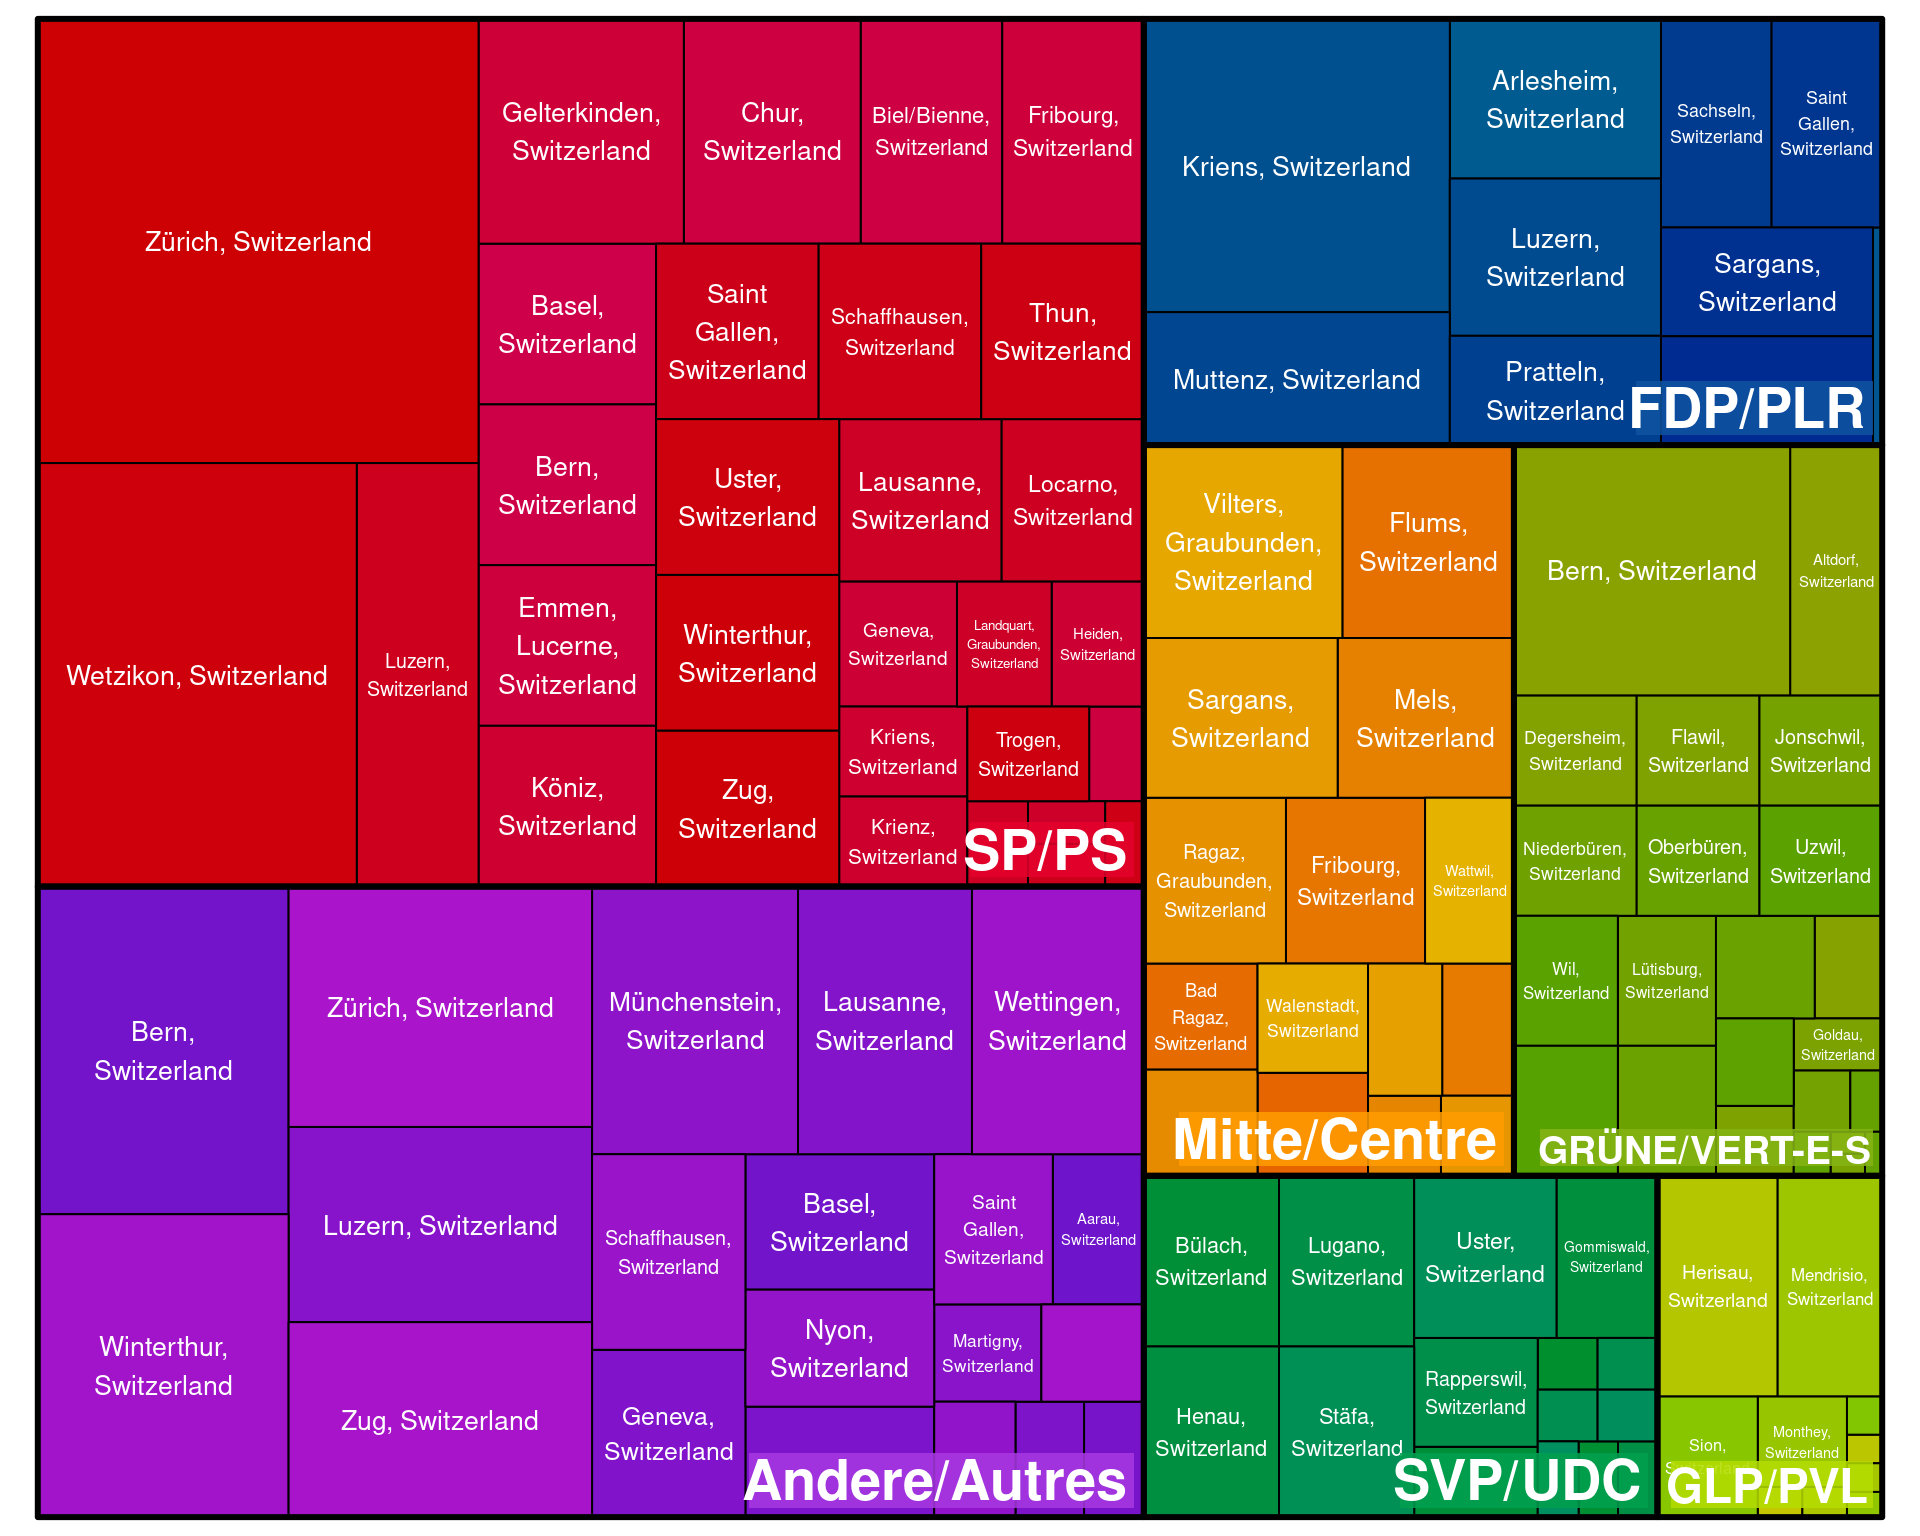 Zürich, Switzerland
Wetzikon, Switzerland
Luzern,
Switzerland
Gelterkinden,
Switzerland
Chur,
Switzerland
Biel/Bienne,
Switzerland
Fribourg,
Switzerland
Basel,
Switzerland
Bern,
Switzerland
Emmen,
Lucerne,
Switzerland
Köniz,
Switzerland
Saint
Gallen,
Switzerland
Schaffhausen,
Switzerland
Thun,
Switzerland
Uster,
Switzerland
Winterthur,
Switzerland
Zug,
Switzerland
Lausanne,
Switzerland
Locarno,
Switzerland
Geneva,
Switzerland
Landquart,
Graubunden,
Switzerland
Heiden,
Switzerland
Kriens,
Switzerland
Krienz,
Switzerland
Trogen,
Switzerland
SP/PS
Kriens, Switzerland
Muttenz, Switzerland
Arlesheim,
Switzerland
Luzern,
Switzerland
Pratteln,
Switzerland
Sachseln,
Switzerland
Saint
Gallen,
Switzerland
Sargans,
Switzerland
FDP/PLR
Vilters,
Graubunden,
Switzerland
Flums,
Switzerland
Sargans,
Switzerland
Mels,
Switzerland
Ragaz,
Graubunden,
Switzerland
Fribourg,
Switzerland
Wattwil,
Switzerland
Bad
Ragaz,
Switzerland
Walenstadt,
Switzerland
Mitte/Centre
Bern, Switzerland
Altdorf,
Switzerland
Degersheim,
Switzerland
Flawil,
Switzerland
Jonschwil,
Switzerland
Niederbüren,
Switzerland
Oberbüren,
Switzerland
Uzwil,
Switzerland
Wil,
Switzerland
Lütisburg,
Switzerland
Goldau,
Switzerland
GRÜNE/VERT-E-S
Bern,
Switzerland
Winterthur,
Switzerland
Zürich, Switzerland
Luzern, Switzerland
Zug, Switzerland
Münchenstein,
Switzerland
Lausanne,
Switzerland
Wettingen,
Switzerland
Schaffhausen,
Switzerland
Geneva,
Switzerland
Basel,
Switzerland
Nyon,
Switzerland
Saint
Gallen,
Switzerland
Aarau,
Switzerland
Martigny,
Switzerland
Andere/Autres
Bülach,
Switzerland
Lugano,
Switzerland
Uster,
Switzerland
Gommiswald,
Switzerland
Henau,
Switzerland
Stäfa,
Switzerland
Rapperswil,
Switzerland
SVP/UDC
Herisau,
Switzerland
Mendrisio,
Switzerland
Sion,
Monthey,
Switzerland
GLP/PVL